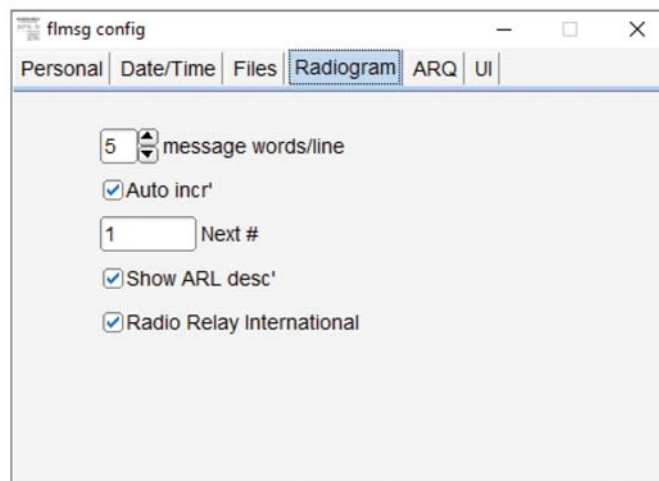 flmsg config
Personal Date/Time Files Radiogram ARQ UI
5 message words/line
Auto incr'
1 Next #
Show ARL desc'
Radio Relay International